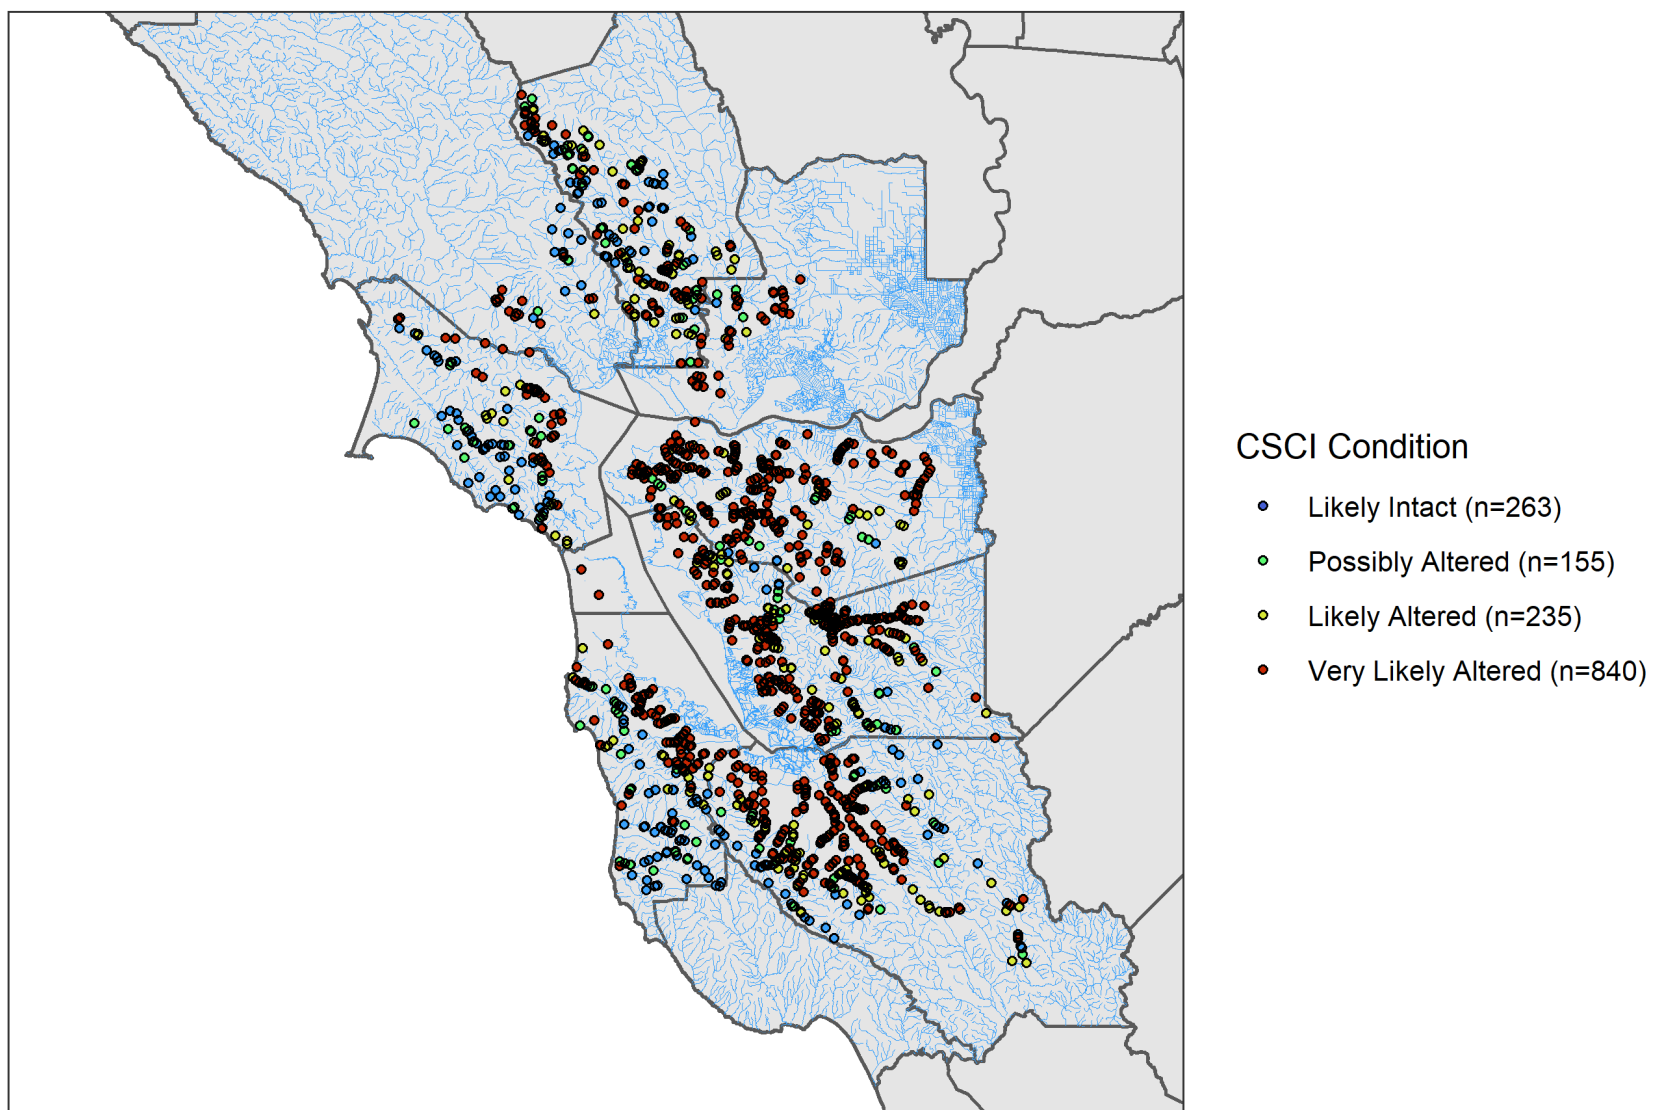 CSCI Condition
Likely Intact (n=263)
Possibly Altered (n=155)
Likely Altered (n=235)
Very Likely Altered (n=840)